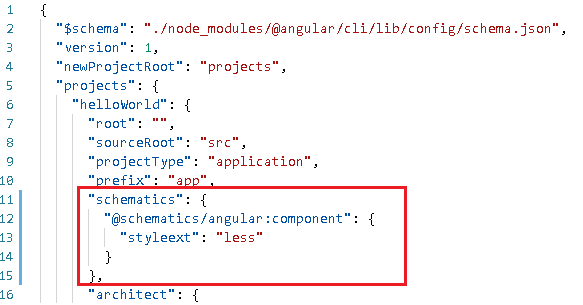 1 {
2 "$schema": "./node_modules/@angular/cli/lib/config/schema.json",
3 "version": 1,
4 "newProjectRoot": "projects",
5 "projects": {
6 "helloWorld": {
7 "root": "",
8 "sourceRoot": "src",
9 "projectType": "application",
10 "prefix": "app",
11 "schematics": {
12 "@schematics/angular:component": {
13 "styleext": "less"
14 }
15 },
16 "architect": {